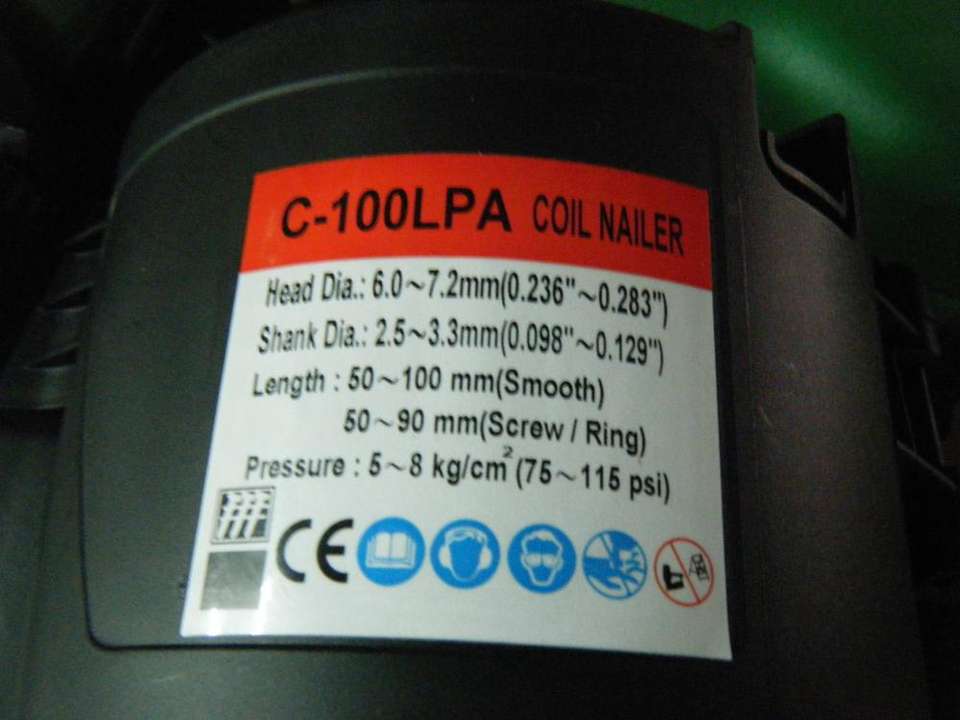 C-100LPA COIL NAILER
Head Dia.: 6.0~7.2mm(0.236"~0.283")
Shank Dia.: 2.5~3.3mm(0.098"~0.129")
Length : 50~100 mm(Smooth)
50~90 mm(Screw / Ring)
Pressure : 5~8 kg/cm²(75~115 psi)
CE